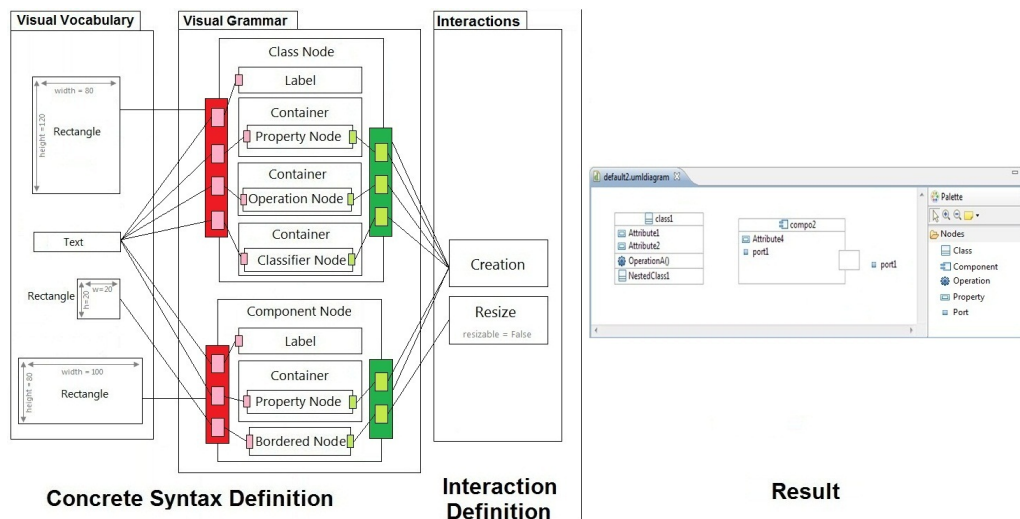 Visual Vocabulary
width = 80
height =120
Rectangle
Text
Rectangle
w=20
h=20
width = 100
height = 80
Rectangle
Visual Grammar
Class Node
Label
Container
Property Node
Container
Operation Node
Container
Classifier Node
Component Node
Label
Container
Property Node
Bordered Node
Interactions
Creation
Resize
resizable = False
Concrete Syntax Definition
Interaction
Definition
default2.umldiagram
class1
Attribute1
Attribute2
OperationA()
NestedClass1
compo2
Attribute4
port1
port1
Palette
Nodes
Class
Component
Operation
Property
Port
Result